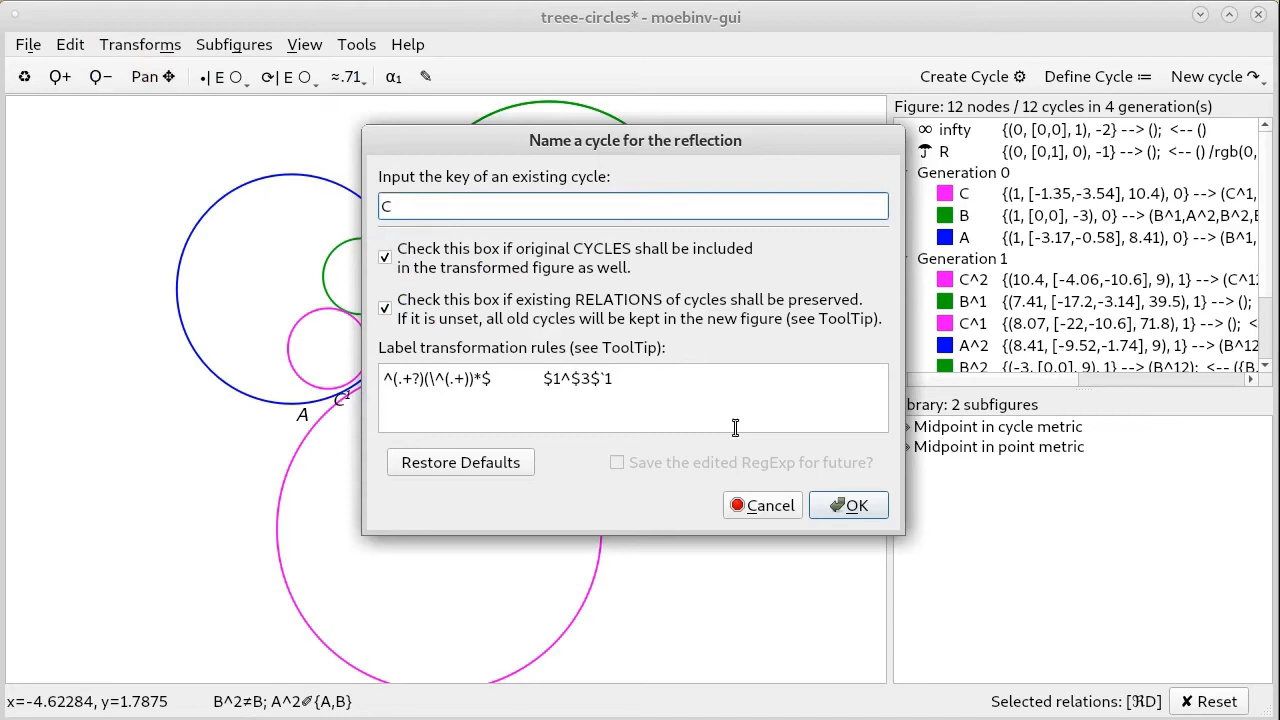 treee-circles* - moebinv-gui
File Edit Transforms Subfigures View Tools Help
Pan ≈.71 α₁ Create Cycle Define Cycle New cycle
Figure: 12 nodes / 12 cycles in 4 generation(s)
∞ infty {(0, [0,0], 1), -2} --> (); <-- ()
R {(0, [0,1], 0), -1} --> (); <-- () /rgb(0,
Generation 0
C {(1, [-1.35,-3.54], 10.4), 0} --> (C^1,
B {(1, [0,0], -3), 0} --> (B^1,A^2,B^2,B
A {(1, [-3.17,-0.58], 8.41), 0} --> (B^1,
Generation 1
C^2 {(10.4, [-4.06,-10.6], 9), 1} --> (C^12
B^1 {(7.41, [-17.2,-3.14], 39.5), 1} --> ();
C^1 {(8.07, [-22,-10.6], 71.8), 1} --> (); <
A^2 {(8.41, [-9.52,-1.74], 9), 1} --> (B^12
B^2 {(-3, [0,0], 9), 1} --> (B^12); <-- ({B,
brary: 2 subfigures
Midpoint in cycle metric
Midpoint in point metric
Name a cycle for the reflection
Input the key of an existing cycle:
C
Check this box if original CYCLES shall be included
in the transformed figure as well.
Check this box if existing RELATIONS of cycles shall be preserved.
If it is unset, all old cycles will be kept in the new figure (see ToolTip).
Label transformation rules (see ToolTip):
^(.+?)(\^(.+))*$ $1^$3$`1
Restore Defaults
Save the edited RegExp for future?
Cancel OK
A
C²
x=-4.62284, y=1.7875 B^2≠B; A^2✐{A,B} Selected relations: [ℜD] ✘ Reset